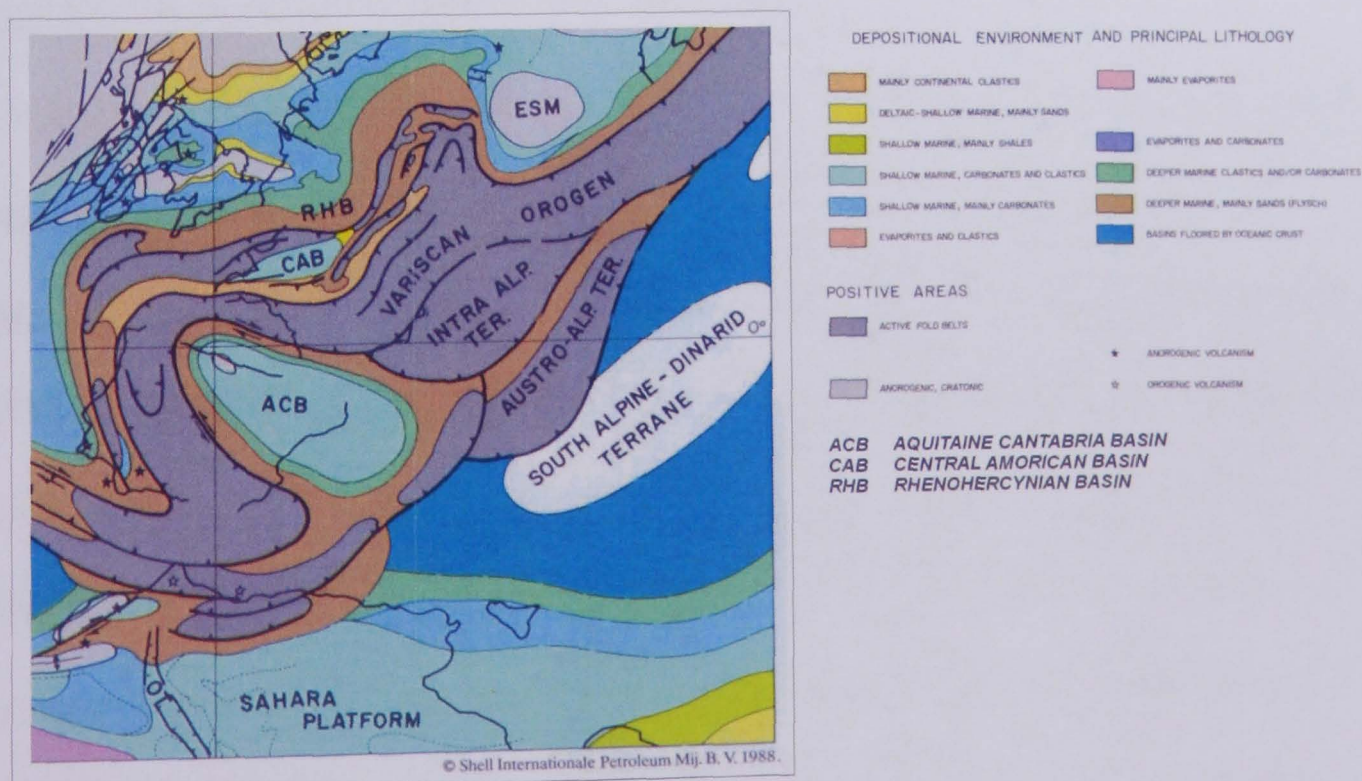 ESM
RHB
CAB
VARISCAN
OROGEN
INTRA ALP.
TER.
AUSTRO-ALP. TER.
ACB
0°
SOUTH ALPINE - DINARID
TERRANE
SAHARA
PLATFORM
© Shell Internationale Petroleum Mij. B. V. 1988.
DEPOSITIONAL ENVIRONMENT AND PRINCIPAL LITHOLOGY
MAINLY CONTINENTAL CLASTICS
DELTAIC-SHALLOW MARINE, MAINLY SANDS
SHALLOW MARINE, MAINLY SHALES
SHALLOW MARINE, CARBONATES AND CLASTICS
SHALLOW MARINE, MAINLY CARBONATES
EVAPORITES AND CLASTICS
MAINLY EVAPORITES
EVAPORITES AND CARBONATES
DEEPER MARINE CLASTICS AND/OR CARBONATES
DEEPER MARINE, MAINLY SANDS (FLYSCH)
BASINS FLOORED BY OCEANIC CRUST
POSITIVE AREAS
ACTIVE FOLD BELTS
ANOROGENIC, CRATONIC
ANOROGENIC VOLCANISM
OROGENIC VOLCANISM
ACB AQUITAINE CANTABRIA BASIN
CAB CENTRAL AMORICAN BASIN
RHB RHENOHERCYNIAN BASIN